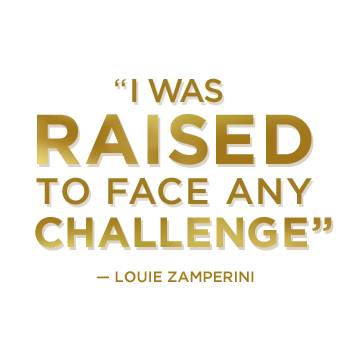 “I WAS
RAISED
TO FACE ANY
CHALLENGE”
— LOUIE ZAMPERINI